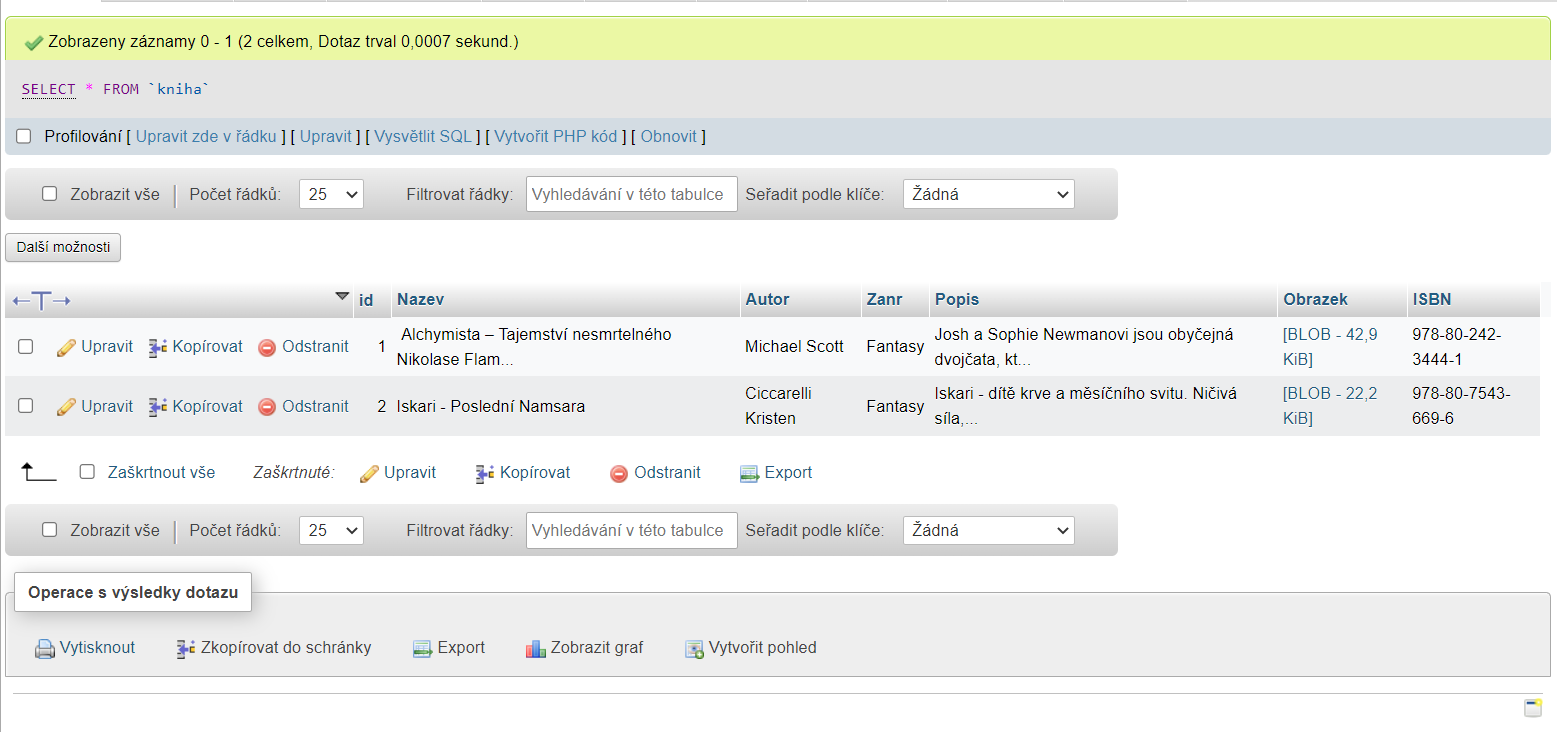 Zobrazeny záznamy 0 - 1 (2 celkem, Dotaz trval 0,0007 sekund.)
SELECT * FROM `kniha`
Profilování [ Upravit zde v řádku ] [ Upravit ] [ Vysvětlit SQL ] [ Vytvořit PHP kód ] [ Obnovit ]
Zobrazit vše | Počet řádků: 25 Filtrovat řádky: Vyhledávání v této tabulce Seřadit podle klíče: Žádná
Další možnosti
←T→ id Nazev Autor Zanr Popis Obrazek ISBN
Upravit Kopírovat Odstranit 1 Alchymista – Tajemství nesmrtelného Nikolase Flam... Michael Scott Fantasy Josh a Sophie Newmanovi jsou obyčejná dvojčata, kt... [BLOB - 42,9 KiB] 978-80-242-3444-1
Upravit Kopírovat Odstranit 2 Iskari - Poslední Namsara Ciccarelli Kristen Fantasy Iskari - dítě krve a měsíčního svitu. Ničivá síla,... [BLOB - 22,2 KiB] 978-80-7543-669-6
Zaškrtnout vše Zaškrtnuté: Upravit Kopírovat Odstranit Export
Zobrazit vše | Počet řádků: 25 Filtrovat řádky: Vyhledávání v této tabulce Seřadit podle klíče: Žádná
Operace s výsledky dotazu
Vytisknout Zkopírovat do schránky Export Zobrazit graf Vytvořit pohled